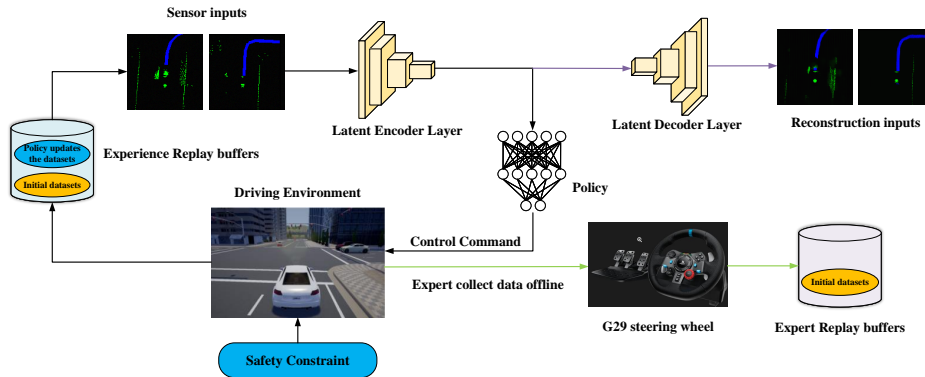 Sensor inputs
Latent Encoder Layer
Latent Decoder Layer
Reconstruction inputs
Policy updates
the datasets
Initial datasets
Experience Replay buffers
Policy
Driving Environment
Control Command
Expert collect data offline
Initial datasets
G29 steering wheel
Expert Replay buffers
Safety Constraint